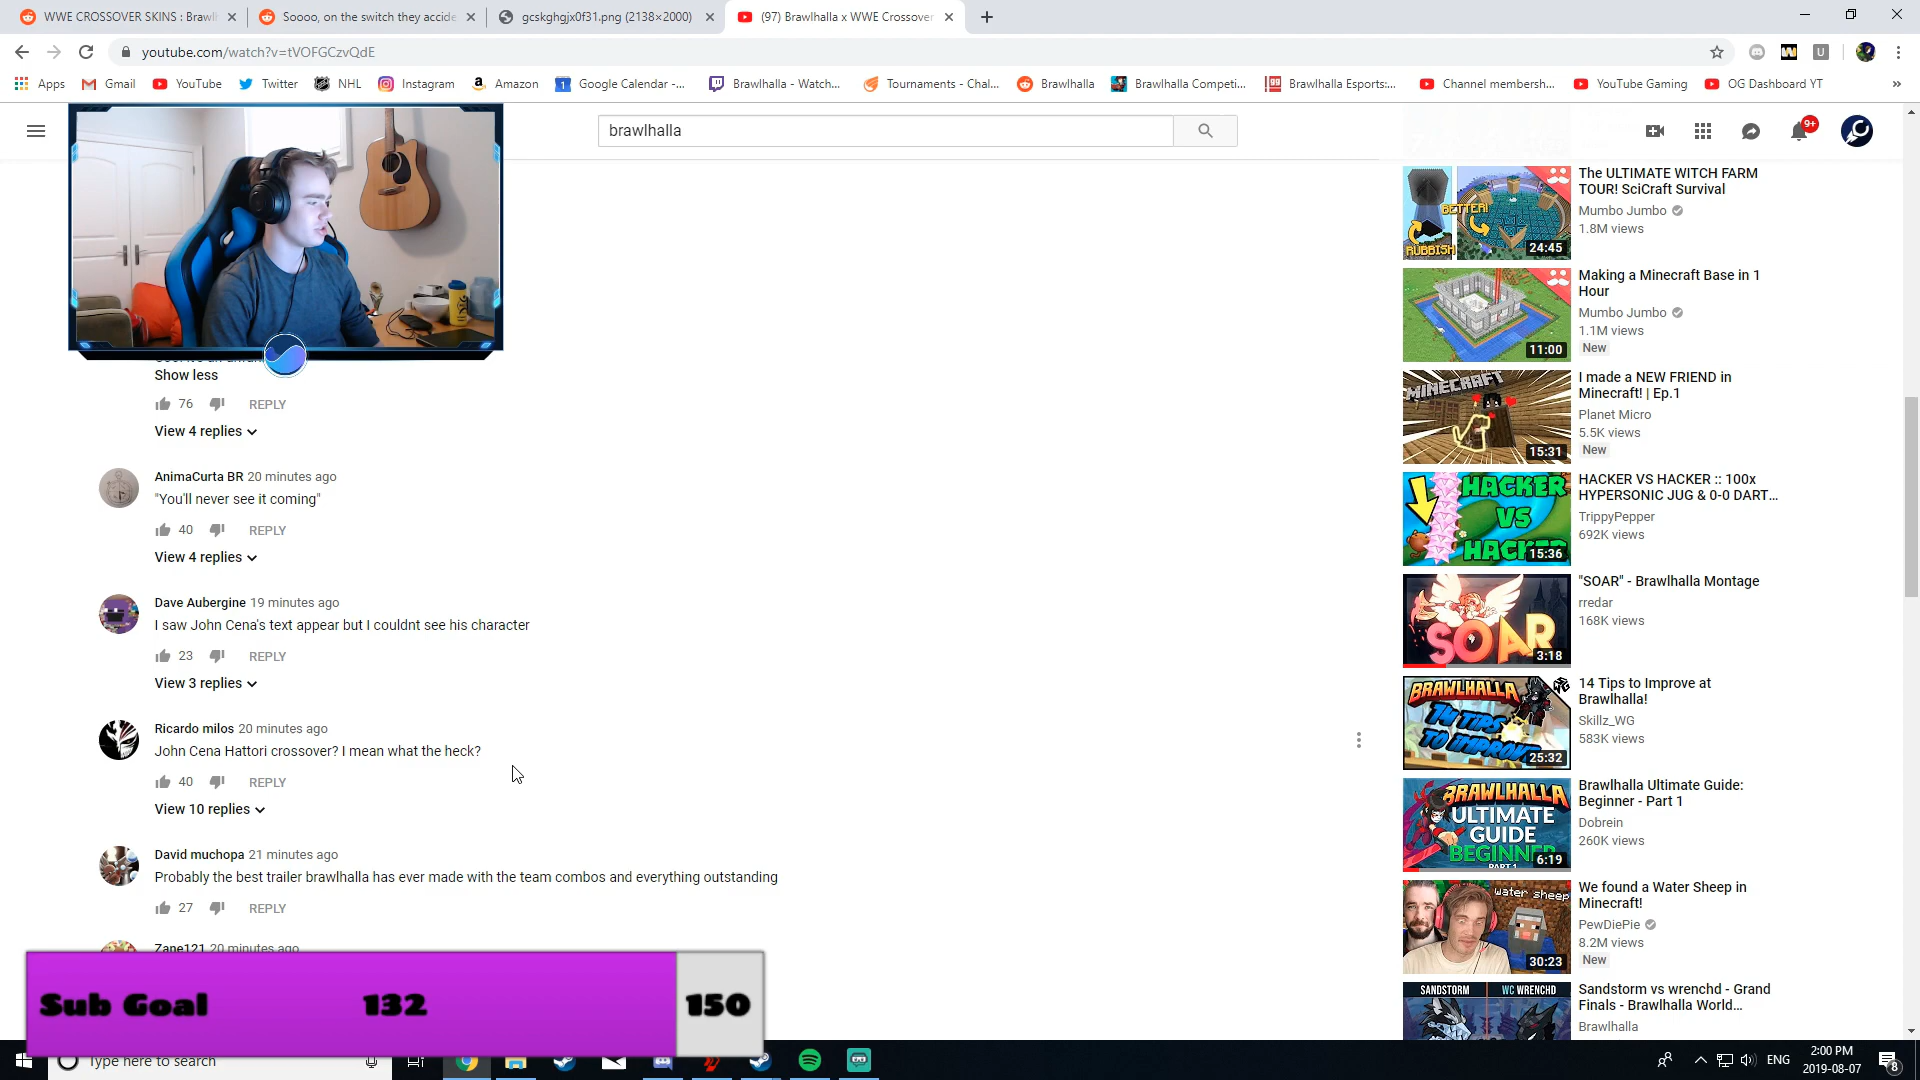 WWE CROSSOVER SKINS : Brawl
Soooo, on the switch they accide
gcskghgjx0f31.png (2138×2000)
(97) Brawlhalla x WWE Crossover
youtube.com/watch?v=tVOFGCzvQdE
Apps
Gmail
YouTube
Twitter
NHL
Instagram
Amazon
Google Calendar -...
Brawlhalla - Watch...
Tournaments - Chal...
Brawlhalla
Brawlhalla Competi...
Brawlhalla Esports:...
Channel membersh...
YouTube Gaming
OG Dashboard YT
brawlhalla
9+
Show less
76
REPLY
View 4 replies
AnimaCurta BR 20 minutes ago
"You'll never see it coming"
40
REPLY
View 4 replies
Dave Aubergine 19 minutes ago
I saw John Cena's text appear but I couldnt see his character
23
REPLY
View 3 replies
Ricardo milos 20 minutes ago
John Cena Hattori crossover? I mean what the heck?
40
REPLY
View 10 replies
David muchopa 21 minutes ago
Probably the best trailer brawlhalla has ever made with the team combos and everything outstanding
27
REPLY
Zane121 20 minutes ago
Sub Goal 132 150
BETTER!
RUBBISH
24:45
The ULTIMATE WITCH FARM
TOUR! SciCraft Survival
Mumbo Jumbo
1.8M views
11:00
Making a Minecraft Base in 1
Hour
Mumbo Jumbo
1.1M views
New
MINECRAFT
15:31
I made a NEW FRIEND in
Minecraft! | Ep.1
Planet Micro
5.5K views
New
HACKER
VS
HACKER
15:36
HACKER VS HACKER :: 100x
HYPERSONIC JUG & 0-0 DART...
TrippyPepper
692K views
SOAR
3:18
"SOAR" - Brawlhalla Montage
rredar
168K views
BRAWLHALLA
14 TIPS
TO IMPROVE
25:32
14 Tips to Improve at
Brawlhalla!
Skillz_WG
583K views
BRAWLHALLA
ULTIMATE
GUIDE
BEGINNER
PART 1
6:19
Brawlhalla Ultimate Guide:
Beginner - Part 1
Dobrein
260K views
water sheep
30:23
We found a Water Sheep in
Minecraft!
PewDiePie
8.2M views
New
SANDSTORM
WC WRENCHD
Sandstorm vs wrenchd - Grand
Finals - Brawlhalla World...
Brawlhalla
Type here to search
ENG
2:00 PM
2019-08-07
8